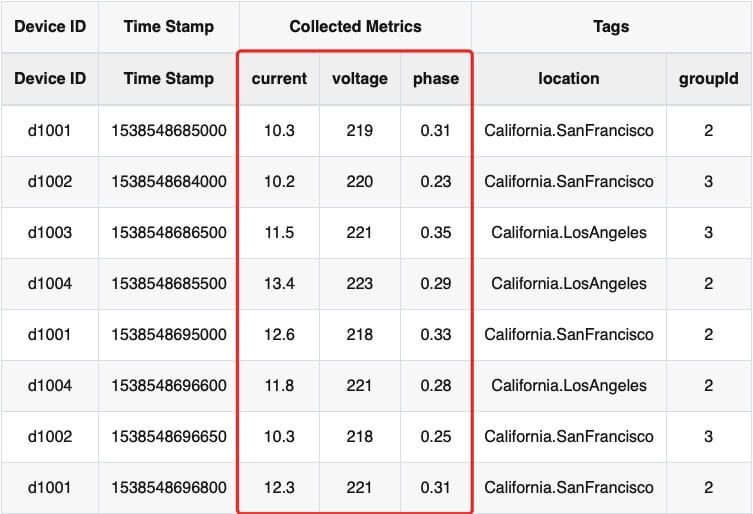 Device ID Time Stamp Collected Metrics Tags
Device ID Time Stamp current voltage phase location groupId
d1001 1538548685000 10.3 219 0.31 California.SanFrancisco 2
d1002 1538548684000 10.2 220 0.23 California.SanFrancisco 3
d1003 1538548686500 11.5 221 0.35 California.LosAngeles 3
d1004 1538548685500 13.4 223 0.29 California.LosAngeles 2
d1001 1538548695000 12.6 218 0.33 California.SanFrancisco 2
d1004 1538548696600 11.8 221 0.28 California.LosAngeles 2
d1002 1538548696650 10.3 218 0.25 California.SanFrancisco 3
d1001 1538548696800 12.3 221 0.31 California.SanFrancisco 2